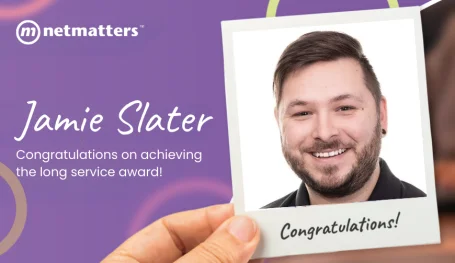 netmatters™
Jamie Slater
Congratulations on achieving
the long service award!
Congratulations!